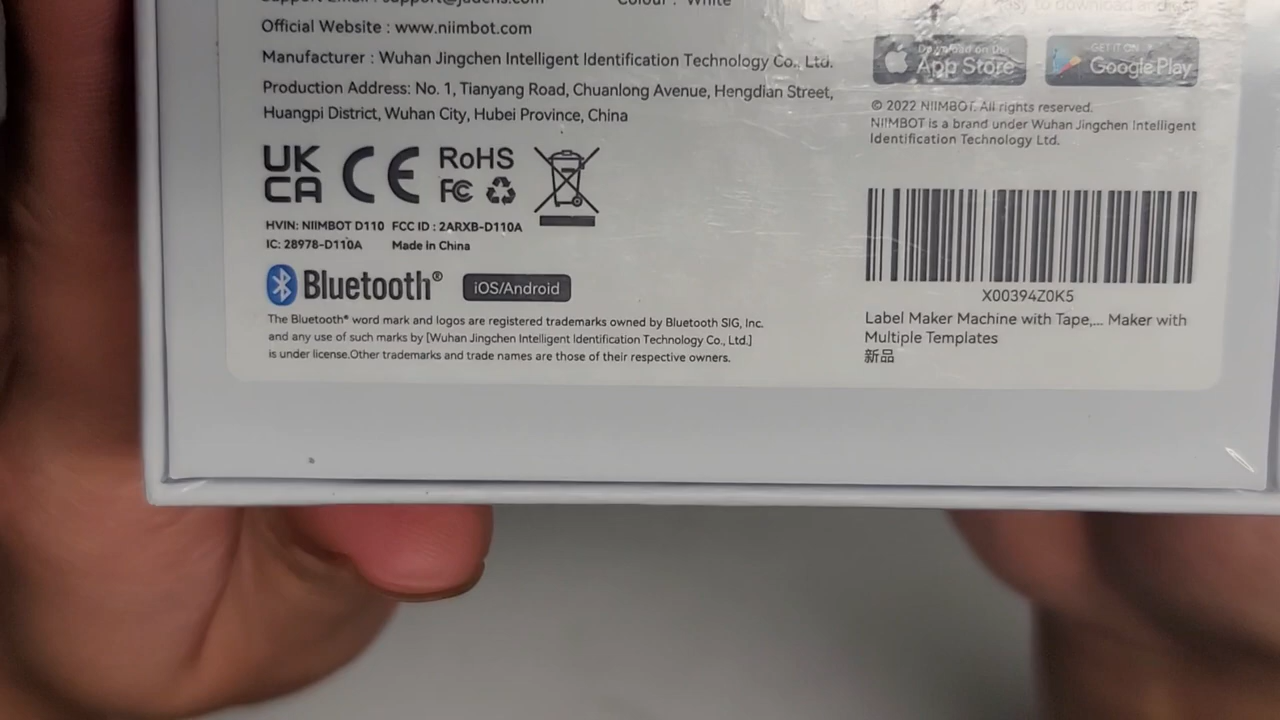 Colour : White
Official Website : www.niimbot.com
Manufacturer : Wuhan Jingchen Intelligent Identification Technology Co., Ltd.
Production Address: No. 1, Tianyang Road, Chuanlong Avenue, Hengdian Street,
Huangpi District, Wuhan City, Hubei Province, China
UK
CA
CE
RoHS
FC
HVIN: NIIMBOT D110 FCC ID : 2ARXB-D110A
IC: 28978-D110A Made in China
Bluetooth®
iOS/Android
The Bluetooth® word mark and logos are registered trademarks owned by Bluetooth SIG, Inc.
and any use of such marks by [Wuhan Jingchen Intelligent Identification Technology Co., Ltd.]
is under license.Other trademarks and trade names are those of their respective owners.
Download on the
App Store
GET IT ON
Google Play
© 2022 NIIMBOT. All rights reserved.
NIIMBOT is a brand under Wuhan Jingchen Intelligent
Identification Technology Ltd.
X00394Z0K5
Label Maker Machine with Tape,... Maker with
Multiple Templates
新品